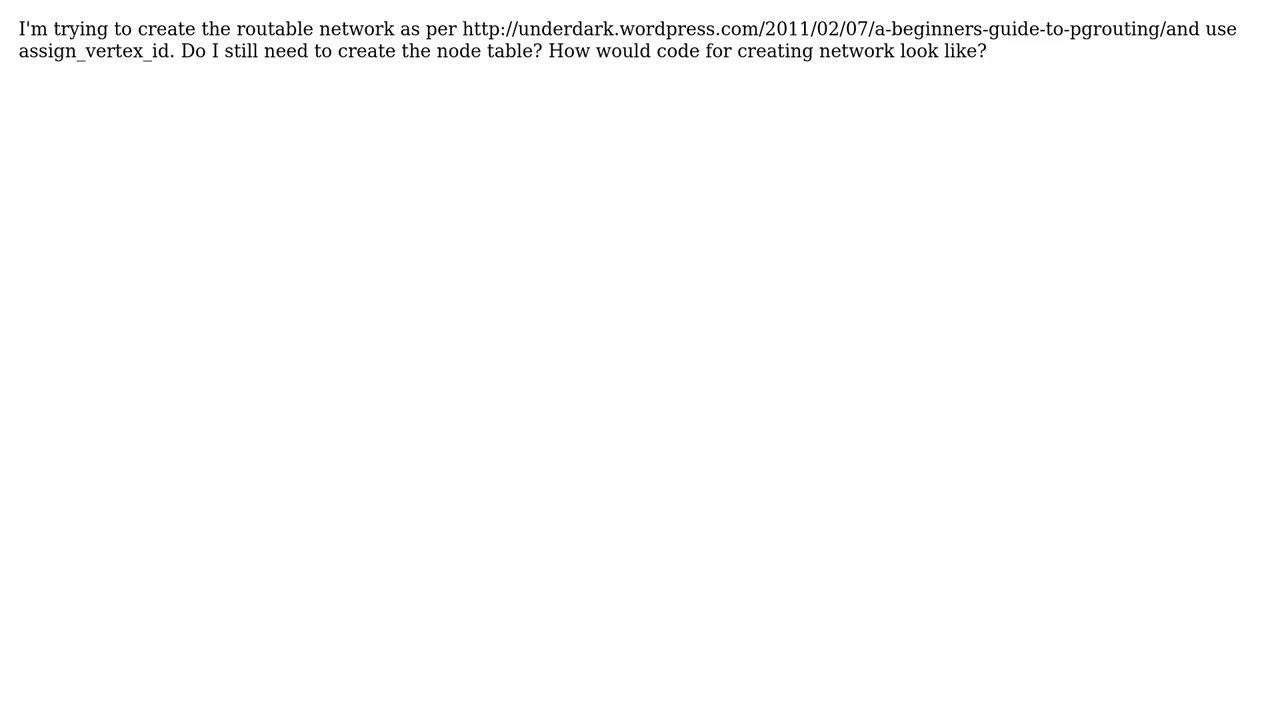 I'm trying to create the routable network as per http://underdark.wordpress.com/2011/02/07/a-beginners-guide-to-pgrouting/and use
assign_vertex_id. Do I still need to create the node table? How would code for creating network look like?